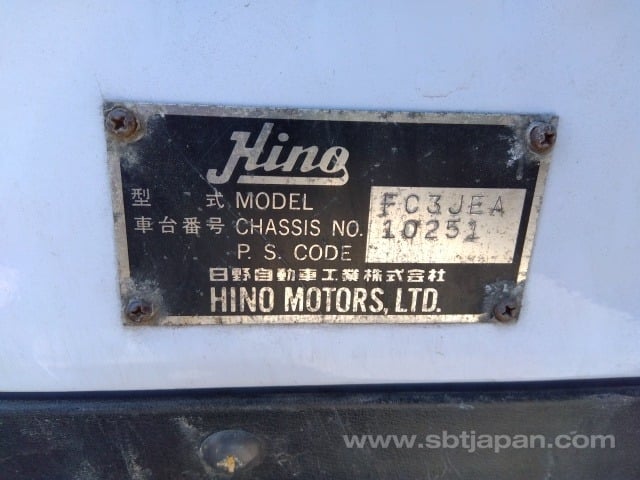 Hino
型 式 MODEL FC3JEA
車台番号 CHASSIS NO. 10251
P. S. CODE
日野自動車工業株式会社
HINO MOTORS, LTD.
www.sbtjapan.com